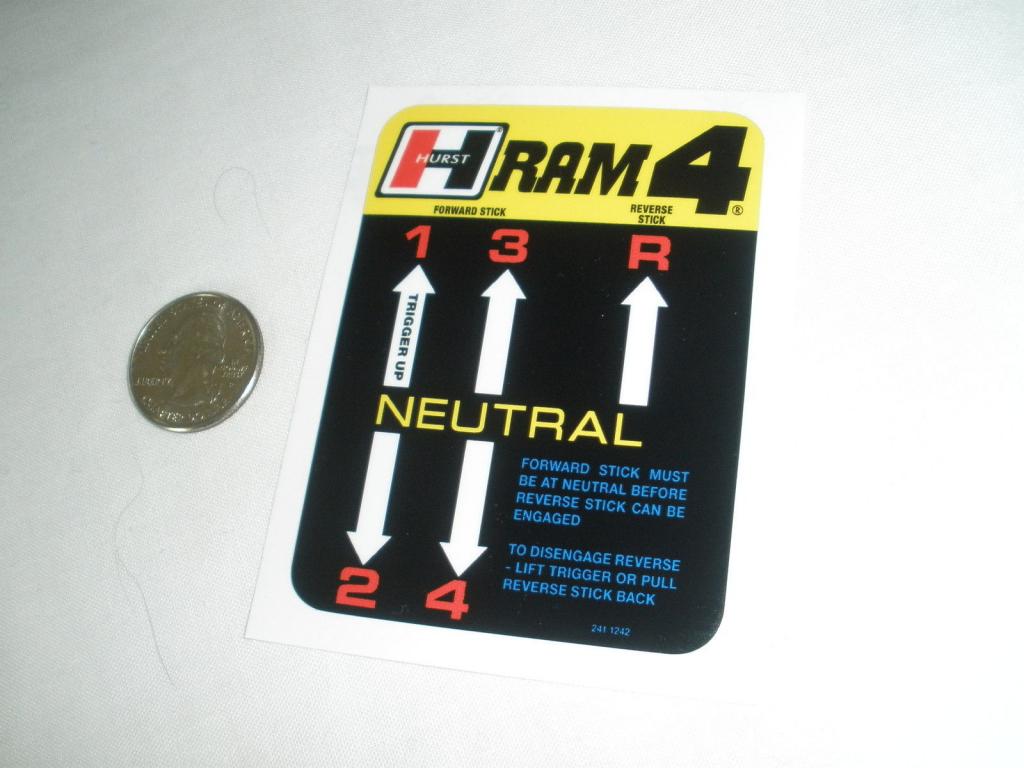 HURST
®
RAM 4
®
FORWARD STICK
REVERSE
STICK
1 3 R
TRIGGER UP
NEUTRAL
FORWARD STICK MUST
BE AT NEUTRAL BEFORE
REVERSE STICK CAN BE
ENGAGED
TO DISENGAGE REVERSE
- LIFT TRIGGER OR PULL
REVERSE STICK BACK
2 4
241 1242
LIBERTY